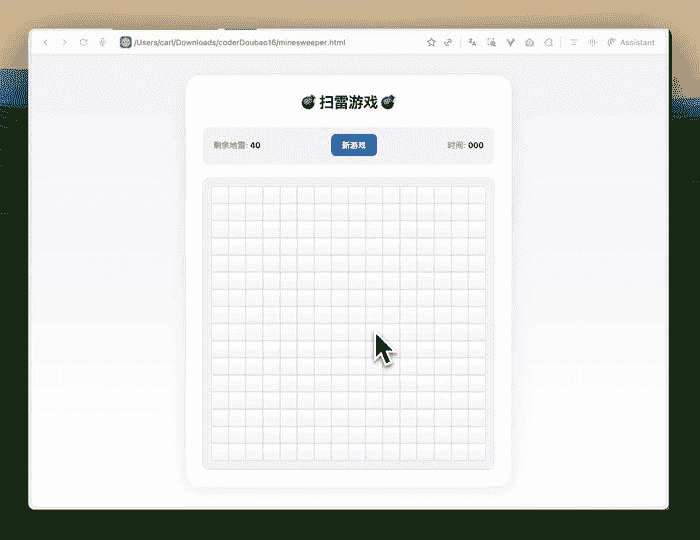 /Users/carl/Downloads/coderDoubao16/minesweeper.html
Assistant
💣 扫雷游戏 💣
剩余地雷: 40
新游戏
时间: 000